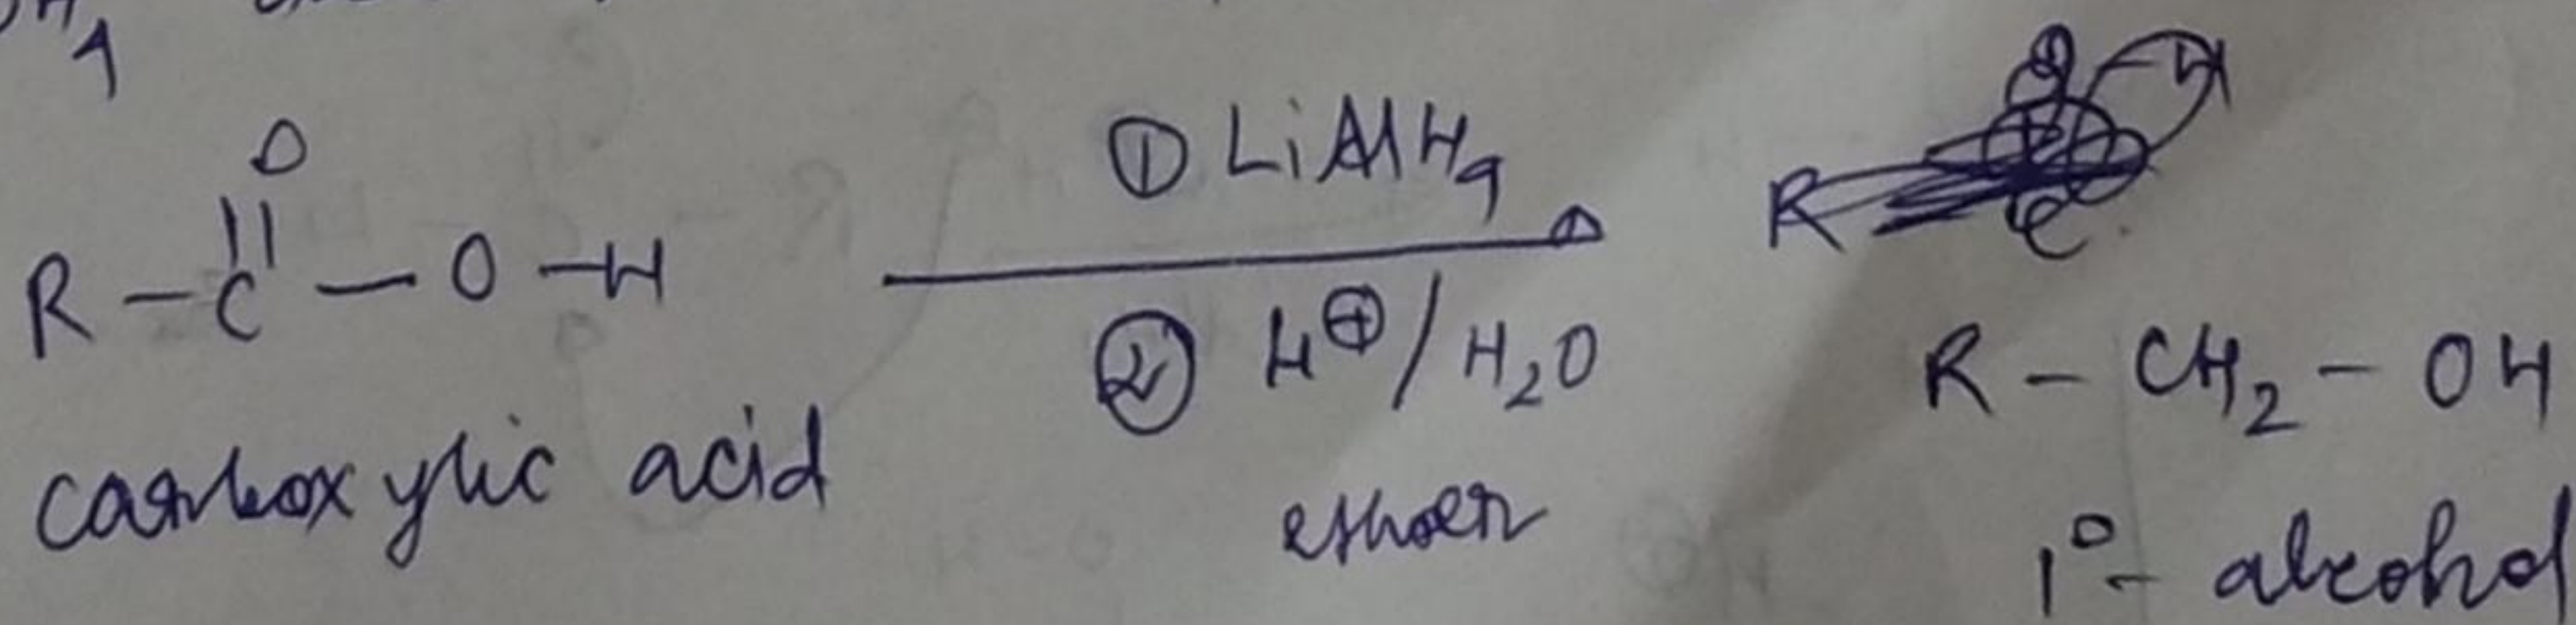 O
R - C - O - H
① LiAlH4
② H⊕/H2O
ether
R - CH2 - OH
carboxylic acid
1° - alcohol